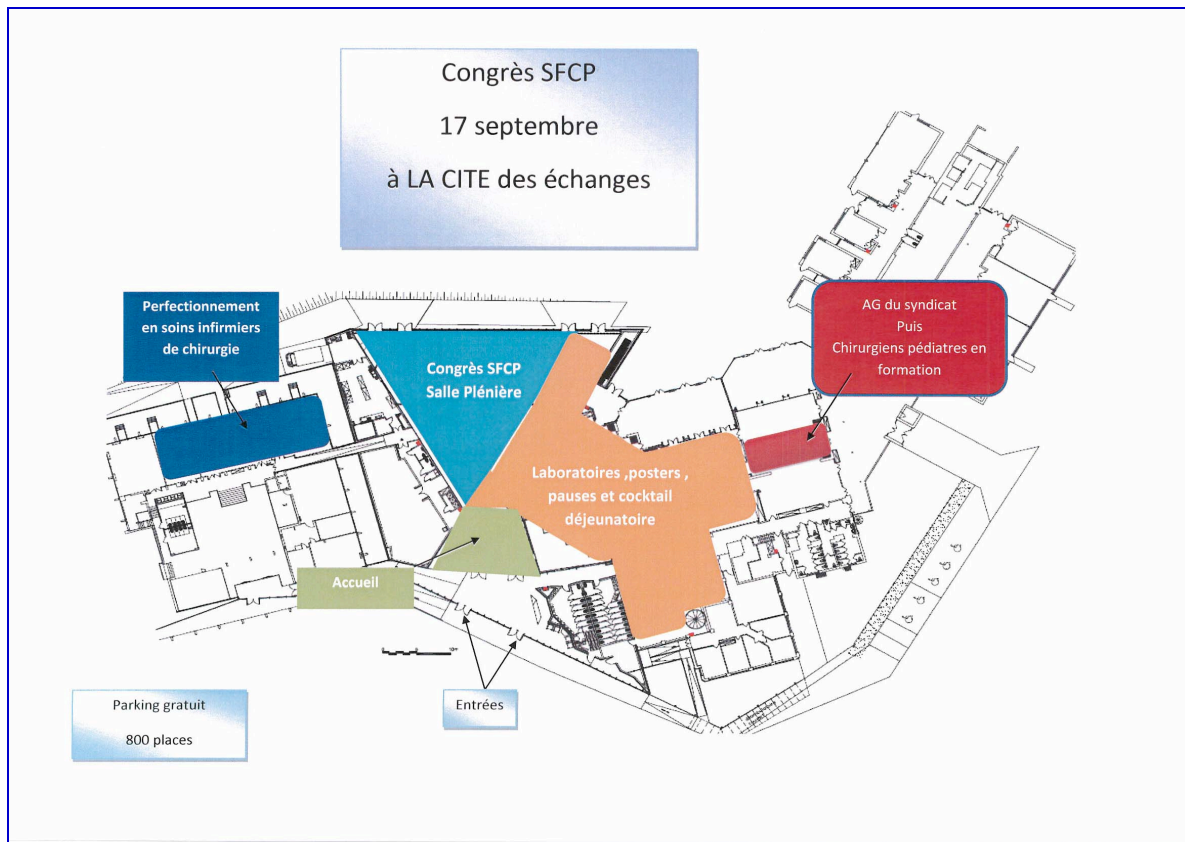 Congrès SFCP
17 septembre
à LA CITE des échanges
Perfectionnement
en soins infirmiers
de chirurgie
AG du syndicat
Puis
Chirurgiens pédiatres en
formation
Congrès SFCP
Salle Plénière
Laboratoires ,posters ,
pauses et cocktail
déjeunatoire
Accueil
Entrées
Parking gratuit
800 places